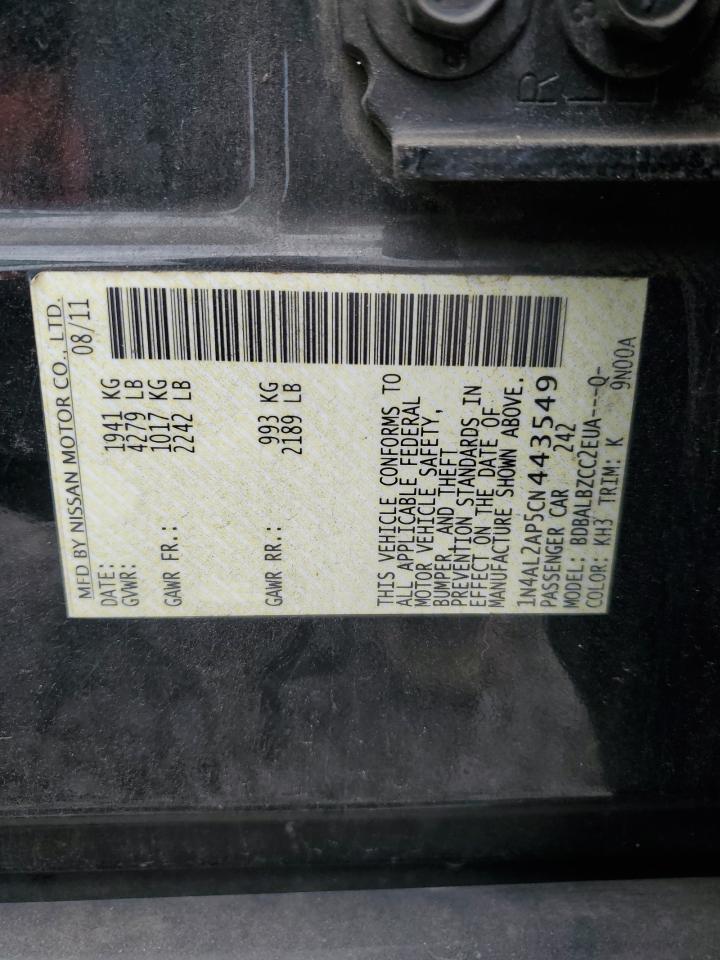 MFD BY NISSAN MOTOR CO., LTD.
DATE: 08/11
GVWR: 1941 KG
4279 LB
GAWR FR.: 1017 KG
2242 LB
GAWR RR.: 993 KG
2189 LB
THIS VEHICLE CONFORMS TO
ALL APPLICABLE FEDERAL
MOTOR VEHICLE SAFETY,
BUMPER, AND THEFT
PREVENTION STANDARDS IN
EFFECT ON THE DATE OF
MANUFACTURE SHOWN ABOVE.
1N4AL2AP5CN443549
PASSENGER CAR 242
MODEL: BDBALBZCC2EUA----Q-
COLOR: KH3 TRIM: K 9N00A
R